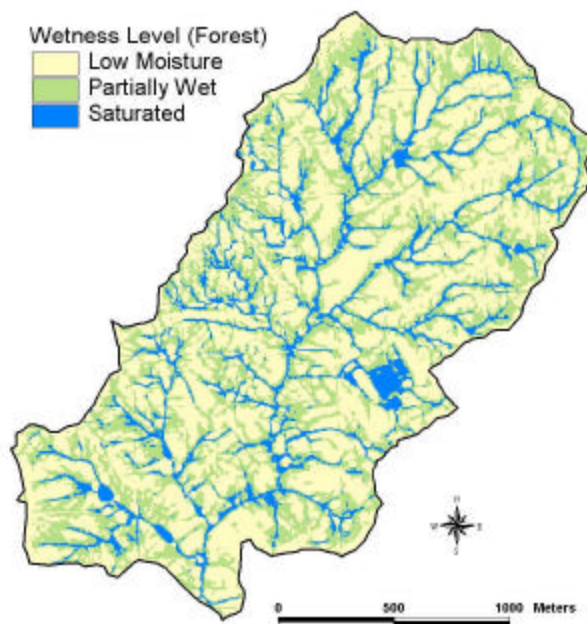 Wetness Level (Forest)
Low Moisture
Partially Wet
Saturated
N
W E
S
0 500 1000 Meters